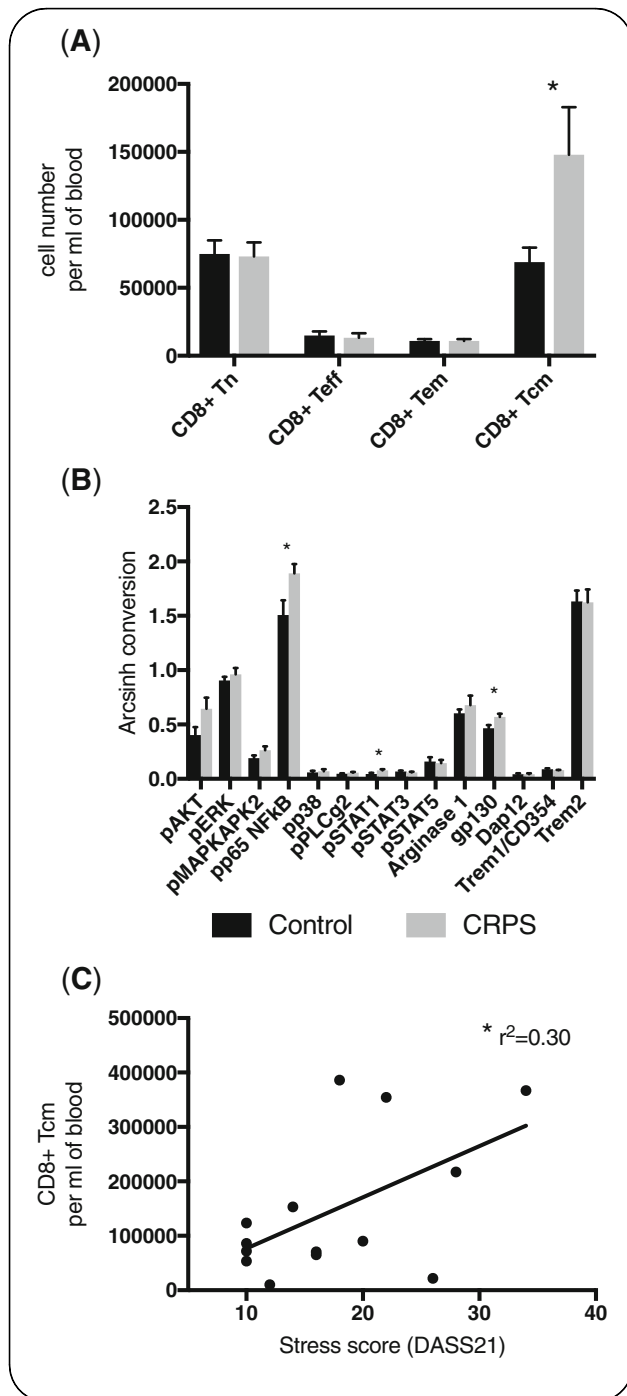 (A)
200000
*
150000
cell number
per ml of blood
100000
50000
0
CD8+ Tn
CD8+ Teff
CD8+ Tem
CD8+ Tcm
(B)
2.5
*
2.0
Arcsinh conversion
1.5
1.0
*
0.5
*
0.0
pAKT
pERK
pMAPKAPK2
pp65 NFkB
pp38
pPLCg2
pSTAT1
pSTAT3
pSTAT5
Arginase 1
gp130
Dap12
Trem1/CD354
Trem2
Control CRPS
(C)
500000
* r²=0.30
400000
CD8+ Tcm
per ml of blood
300000
200000
100000
0
10 20 30 40
Stress score (DASS21)